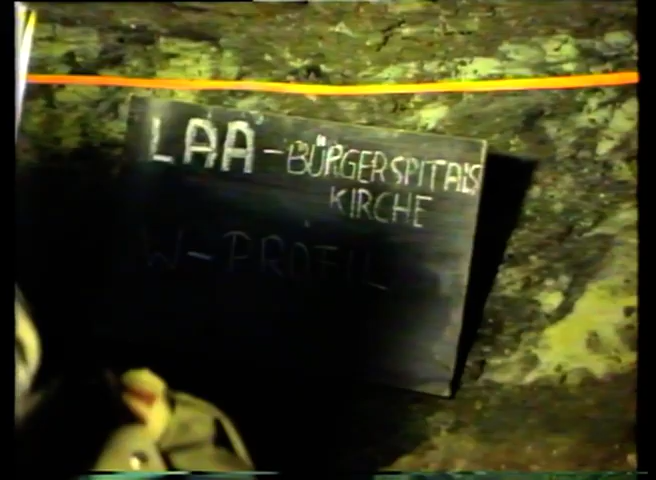 LAA - BÜRGERSPITALS
KIRCHE
W - PROFIL